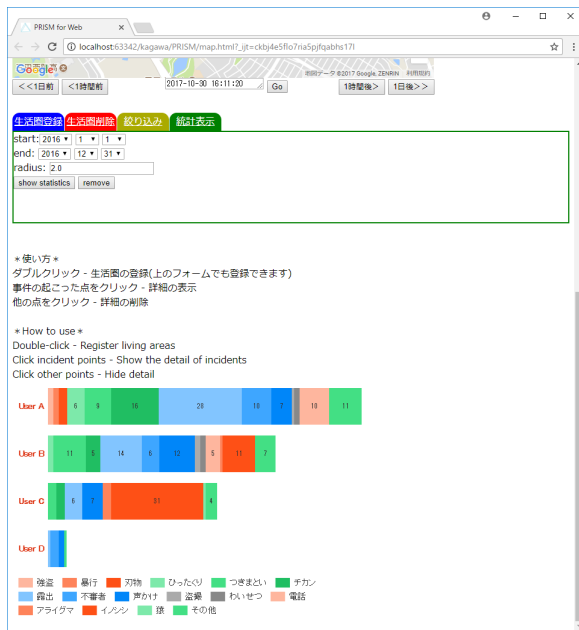 PRISM for Web
localhost:63342/kagawa/PRISM/map.html?_ijt=ckbj4e5flo7ria5pjfqabhs17l
Google
地図データ ©2017 Google, ZENRIN 利用規約
<<1日前 <1時間前 2017-10-30 16:11:20 Go 1時間後> 1日後>>
生活圏登録 生活圏削除 絞り込み 統計表示
start: 2016 1 1
end: 2016 12 31
radius: 2.0
show statistics remove
＊使い方＊
ダブルクリック - 生活圏の登録(上のフォームでも登録できます)
事件の起こった点をクリック - 詳細の表示
他の点をクリック - 詳細の削除
＊How to use＊
Double-click - Register living areas
Click incident points - Show the detail of incidents
Click other points - Hide detail
User A 6 9 16 28 10 7 10 11
User B 11 5 14 6 12 5 11 7
User C 6 7 31 4
User D
強盗 暴行 刃物 ひったくり つきまとい チカン
露出 不審者 声かけ 盗撮 わいせつ 電話
アライグマ イノシシ 猿 その他